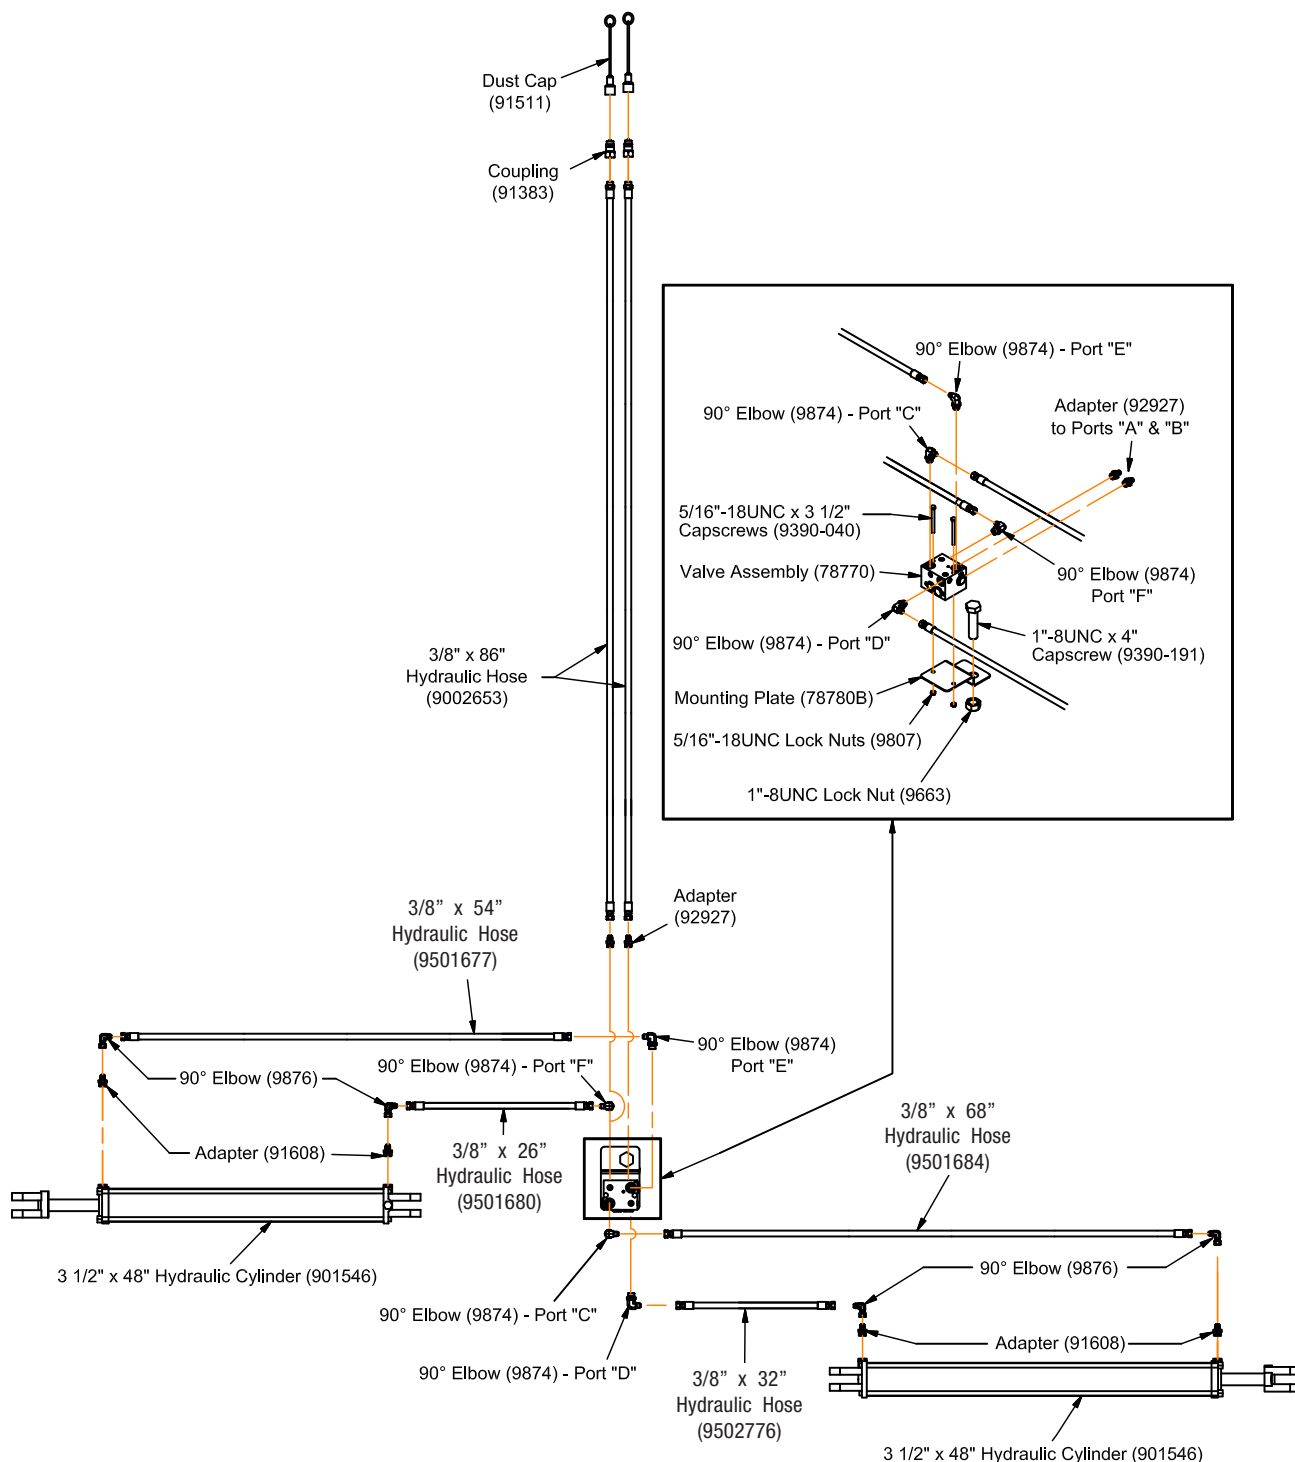 Dust Cap
(91511)
Coupling
(91383)
3/8" x 86"
Hydraulic Hose
(9002653)
90° Elbow (9874) - Port "E"
90° Elbow (9874) - Port "C"
Adapter (92927)
to Ports "A" & "B"
5/16"-18UNC x 3 1/2"
Capscrews (9390-040)
Valve Assembly (78770)
90° Elbow (9874)
Port "F"
90° Elbow (9874) - Port "D"
1"-8UNC x 4"
Capscrew (9390-191)
Mounting Plate (78780B)
5/16"-18UNC Lock Nuts (9807)
1"-8UNC Lock Nut (9663)
Adapter
(92927)
3/8” x 54”
Hydraulic Hose
(9501677)
90° Elbow (9874)
Port "E"
90° Elbow (9874) - Port "F"
90° Elbow (9876)
Adapter (91608)
3/8” x 26”
Hydraulic Hose
(9501680)
3/8” x 68”
Hydraulic Hose
(9501684)
3 1/2" x 48" Hydraulic Cylinder (901546)
90° Elbow (9876)
90° Elbow (9874) - Port "C"
Adapter (91608)
90° Elbow (9874) - Port "D"
3/8” x 32”
Hydraulic Hose
(9502776)
3 1/2" x 48" Hydraulic Cylinder (901546)